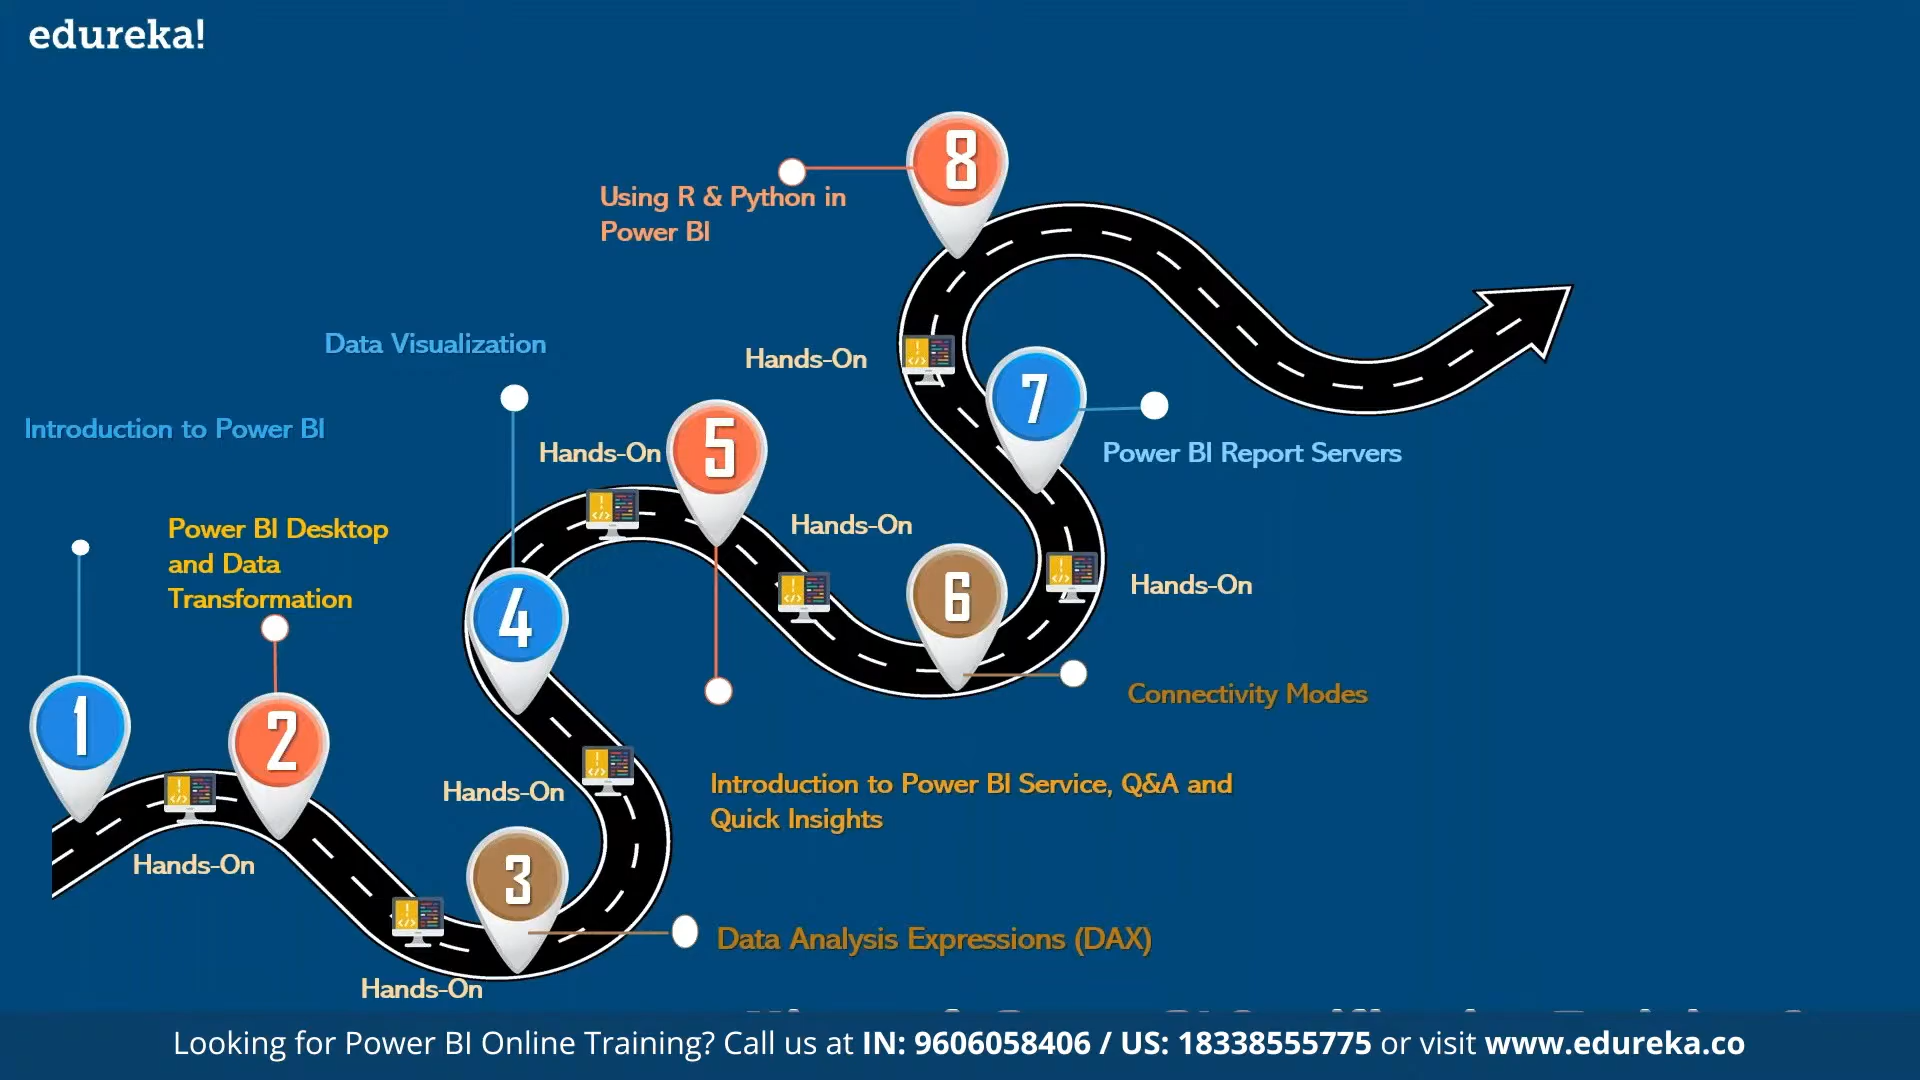 edureka!
8
Using R & Python in
Power BI
Data Visualization
Hands-On
7
Introduction to Power BI
Hands-On
5
Power BI Report Servers
Power BI Desktop
and Data
Transformation
Hands-On
4
6
Hands-On
1
2
Connectivity Modes
Hands-On
Introduction to Power BI Service, Q&A and
Quick Insights
Hands-On
3
Data Analysis Expressions (DAX)
Hands-On
Looking for Power BI Online Training? Call us at IN: 9606058406 / US: 18338555775 or visit www.edureka.co